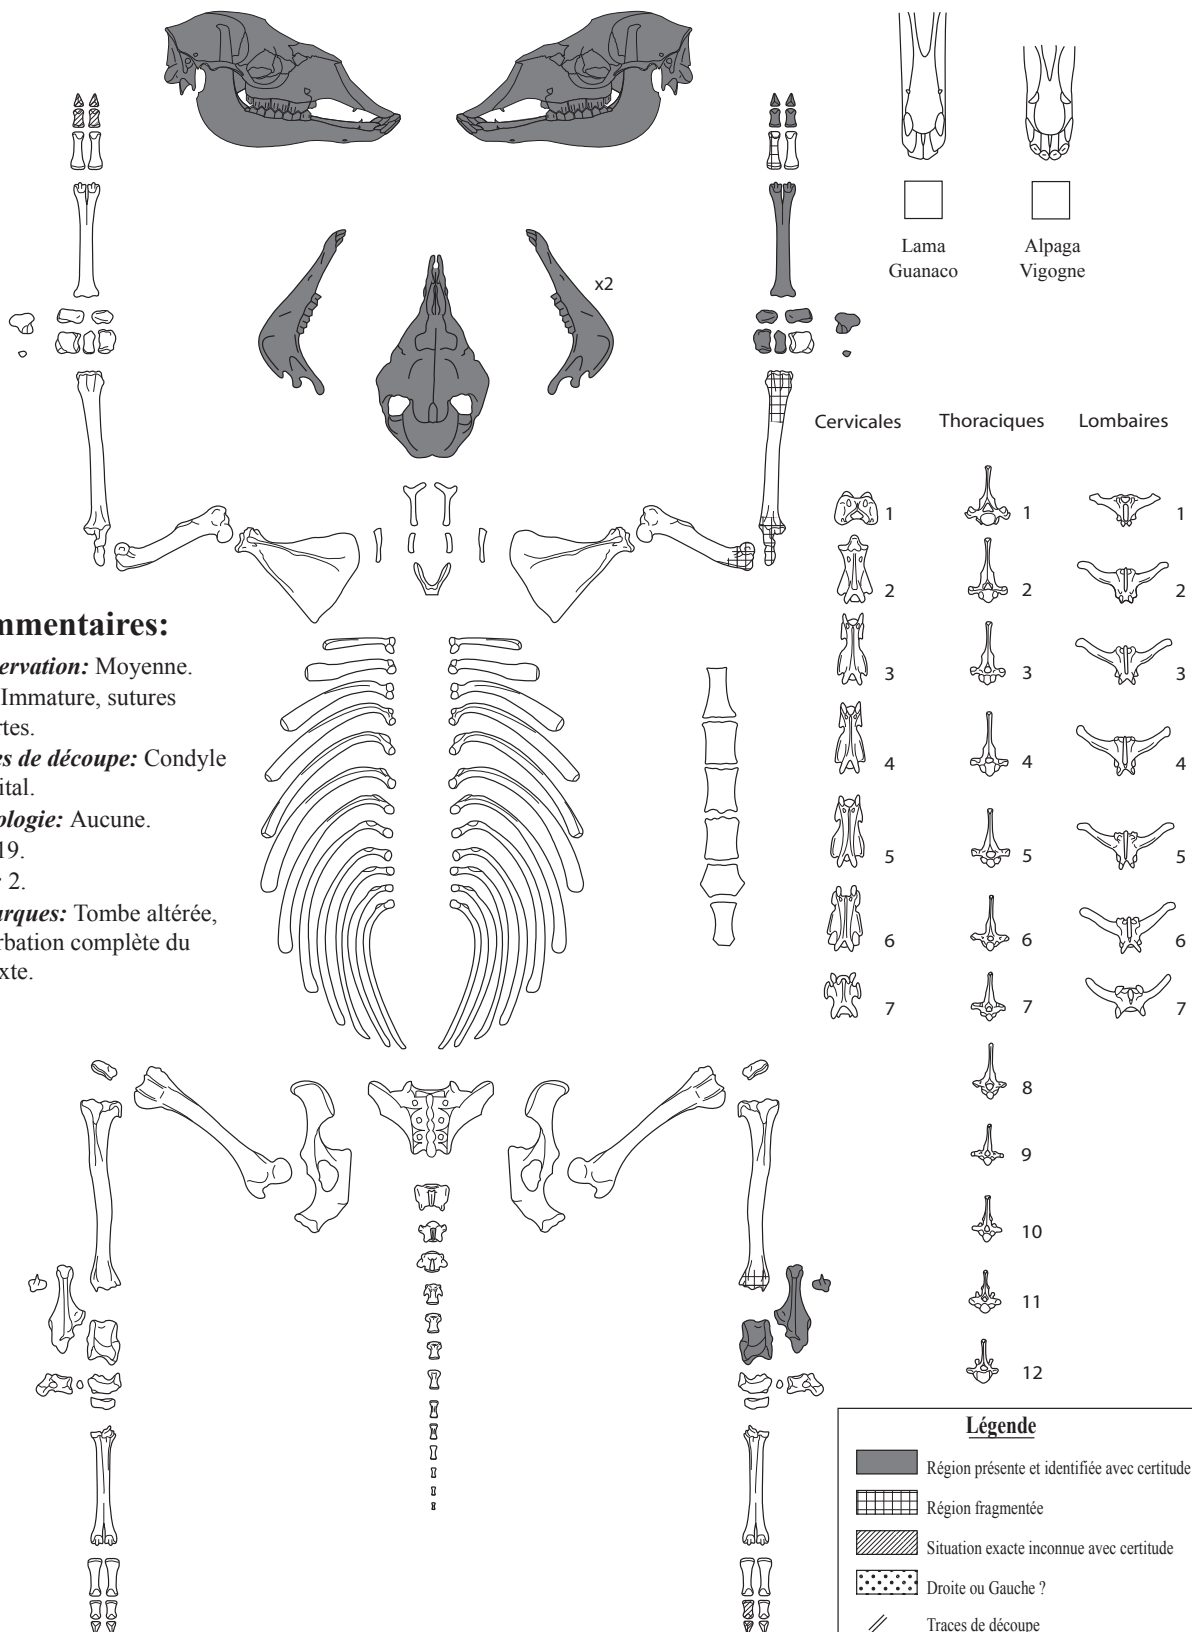 x2
Lama
Guanaco
Alpaga
Vigogne
Cervicales
Thoraciques
Lombaires
1
2
3
4
5
6
7
1
2
3
4
5
6
7
8
9
10
11
12
1
2
3
4
5
6
7
mmentaires:
servation: Moyenne.
Immature, sutures
rtes.
es de découpe: Condyle
ital.
ologie: Aucune.
19.
2.
arques: Tombe altérée,
rbation complète du
xte.
Légende
Région présente et identifiée avec certitude
Région fragmentée
Situation exacte inconnue avec certitude
Droite ou Gauche ?
Traces de découpe